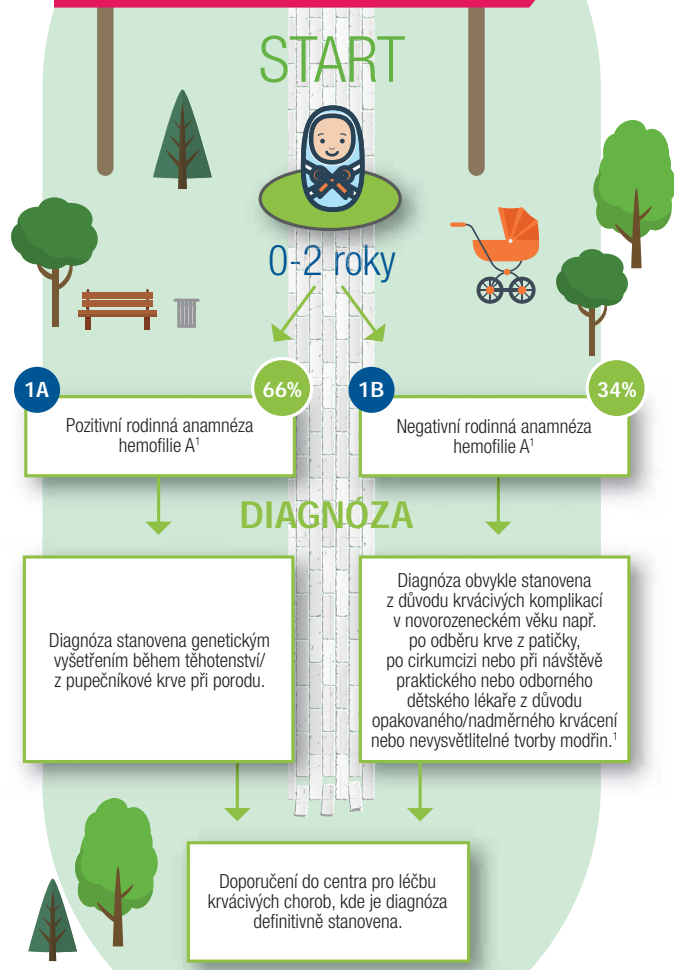 START
0-2 roky
1A
66%
Pozitivní rodinná anamnéza
hemofilie A¹
1B
34%
Negativní rodinná anamnéza
hemofilie A¹
DIAGNÓZA
Diagnóza stanovena genetickým
vyšetřením během těhotenství/
z pupečníkové krve při porodu.
Diagnóza obvykle stanovena
z důvodu krvácivých komplikací
v novorozeneckém věku např.
po odběru krve z patičky,
po cirkumcizi nebo při návštěvě
praktického nebo odborného
dětského lékaře z důvodu
opakovaného/nadměrného krvácení
nebo nevysvětlitelné tvorby modřin.¹
Doporučení do centra pro léčbu
krvácivých chorob, kde je diagnóza
definitivně stanovena.